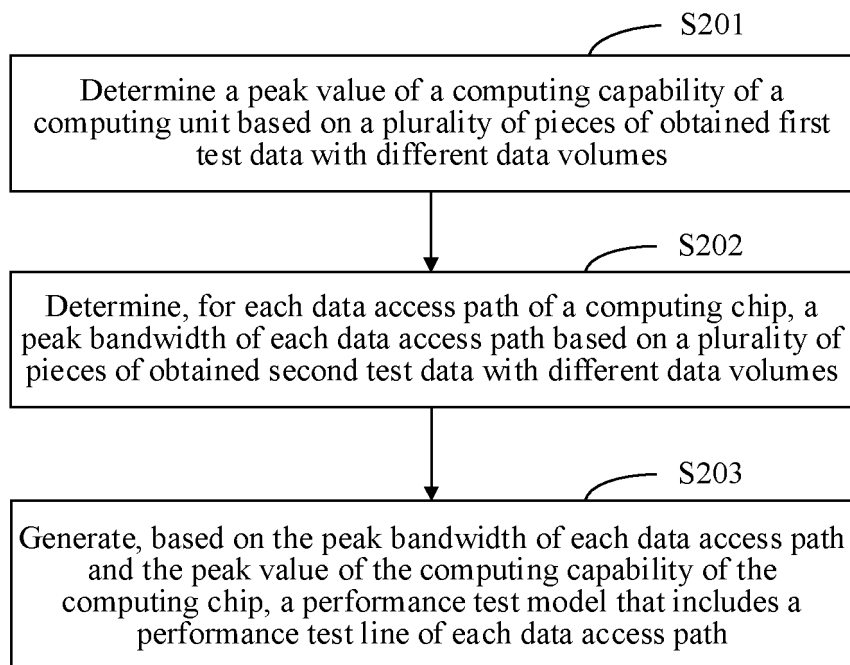 S201
Determine a peak value of a computing capability of a
computing unit based on a plurality of pieces of obtained first
test data with different data volumes
S202
Determine, for each data access path of a computing chip, a
peak bandwidth of each data access path based on a plurality of
pieces of obtained second test data with different data volumes
S203
Generate, based on the peak bandwidth of each data access path
and the peak value of the computing capability of the
computing chip, a performance test model that includes a
performance test line of each data access path